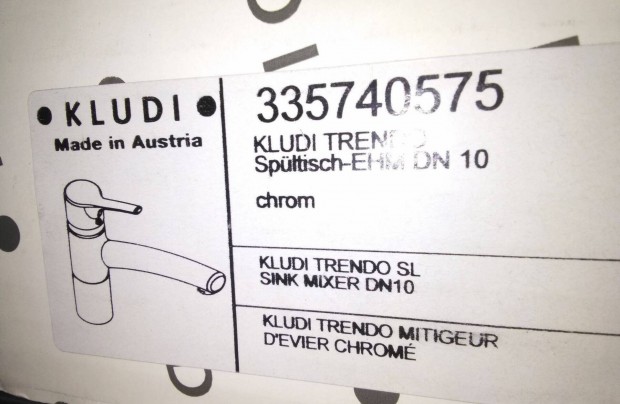 KLUDI
Made in Austria
335740575
KLUDI TRENDO
Spültisch-EHM DN 10
chrom
KLUDI TRENDO SL
SINK MIXER DN10
KLUDI TRENDO MITIGEUR
D'EVIER CHROMÉ